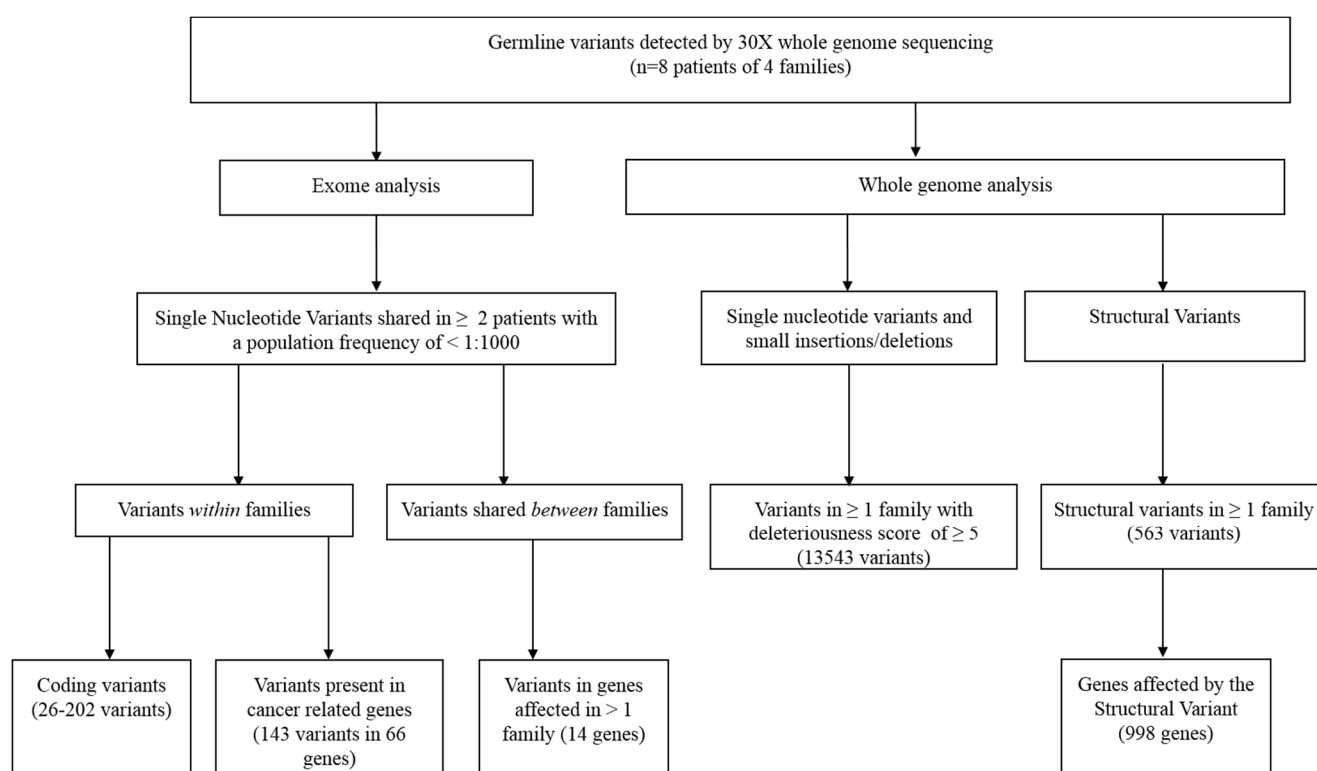 Germline variants detected by 30X whole genome sequencing
(n=8 patients of 4 families)
Exome analysis
Whole genome analysis
Single Nucleotide Variants shared in ≥ 2 patients with
a population frequency of < 1:1000
Single nucleotide variants and
small insertions/deletions
Structural Variants
Variants within families
Variants shared between families
Variants in ≥ 1 family with
deleteriousness score of ≥ 5
(13543 variants)
Structural variants in ≥ 1 family
(563 variants)
Coding variants
(26-202 variants)
Variants present in
cancer related genes
(143 variants in 66
genes)
Variants in genes
affected in > 1
family (14 genes)
Genes affected by the
Structural Variant
(998 genes)